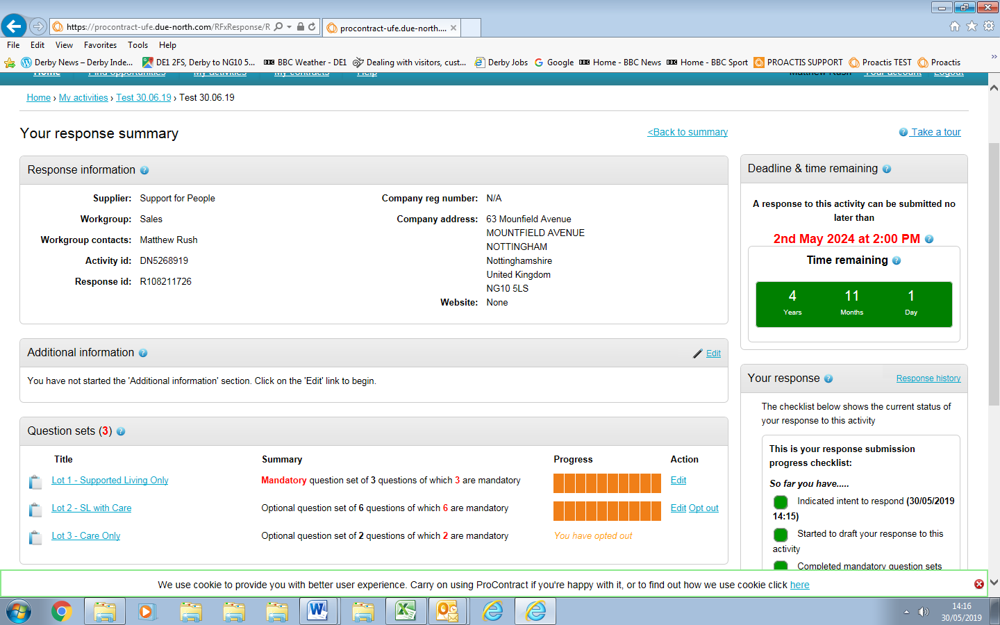 https://procontract-ufe.due-north.com/RFxResponse/R
procontract-ufe.due-north....
File Edit View Favorites Tools Help
Derby News – Derby Inde... DE1 2FS, Derby to NG10 5... BBC Weather - DE1 Dealing with visitors, cust... Derby Jobs Google Home - BBC News Home - BBC Sport PROACTIS SUPPORT Proactis TEST Proactis
Home Find opportunities My activities My contracts Help Matthew Rush Your account Logout
Home › My activities › Test 30.06.19 › Test 30.06.19
Your response summary
<Back to summary
Take a tour
Response information
Supplier: Support for People
Workgroup: Sales
Workgroup contacts: Matthew Rush
Activity id: DN5268919
Response id: R108211726
Company reg number: N/A
Company address: 63 Mounfield Avenue
MOUNTFIELD AVENUE
NOTTINGHAM
Nottinghamshire
United Kingdom
NG10 5LS
Website: None
Deadline & time remaining
A response to this activity can be submitted no
later than
2nd May 2024 at 2:00 PM
Time remaining
4 11 1
Years Months Day
Additional information
Edit
You have not started the 'Additional information' section. Click on the 'Edit' link to begin.
Question sets (3)
Title Summary Progress Action
Lot 1 - Supported Living Only Mandatory question set of 3 questions of which 3 are mandatory Edit
Lot 2 - SL with Care Optional question set of 6 questions of which 6 are mandatory Edit Opt out
Lot 3 - Care Only Optional question set of 2 questions of which 2 are mandatory You have opted out
Your response
Response history
The checklist below shows the current status of
your response to this activity
This is your response submission
progress checklist:
So far you have.....
Indicated intent to respond (30/05/2019
14:15)
Started to draft your response to this
activity
Completed mandatory question sets
We use cookie to provide you with better user experience. Carry on using ProContract if you're happy with it, or to find out how we use cookie click here
14:16
30/05/2019